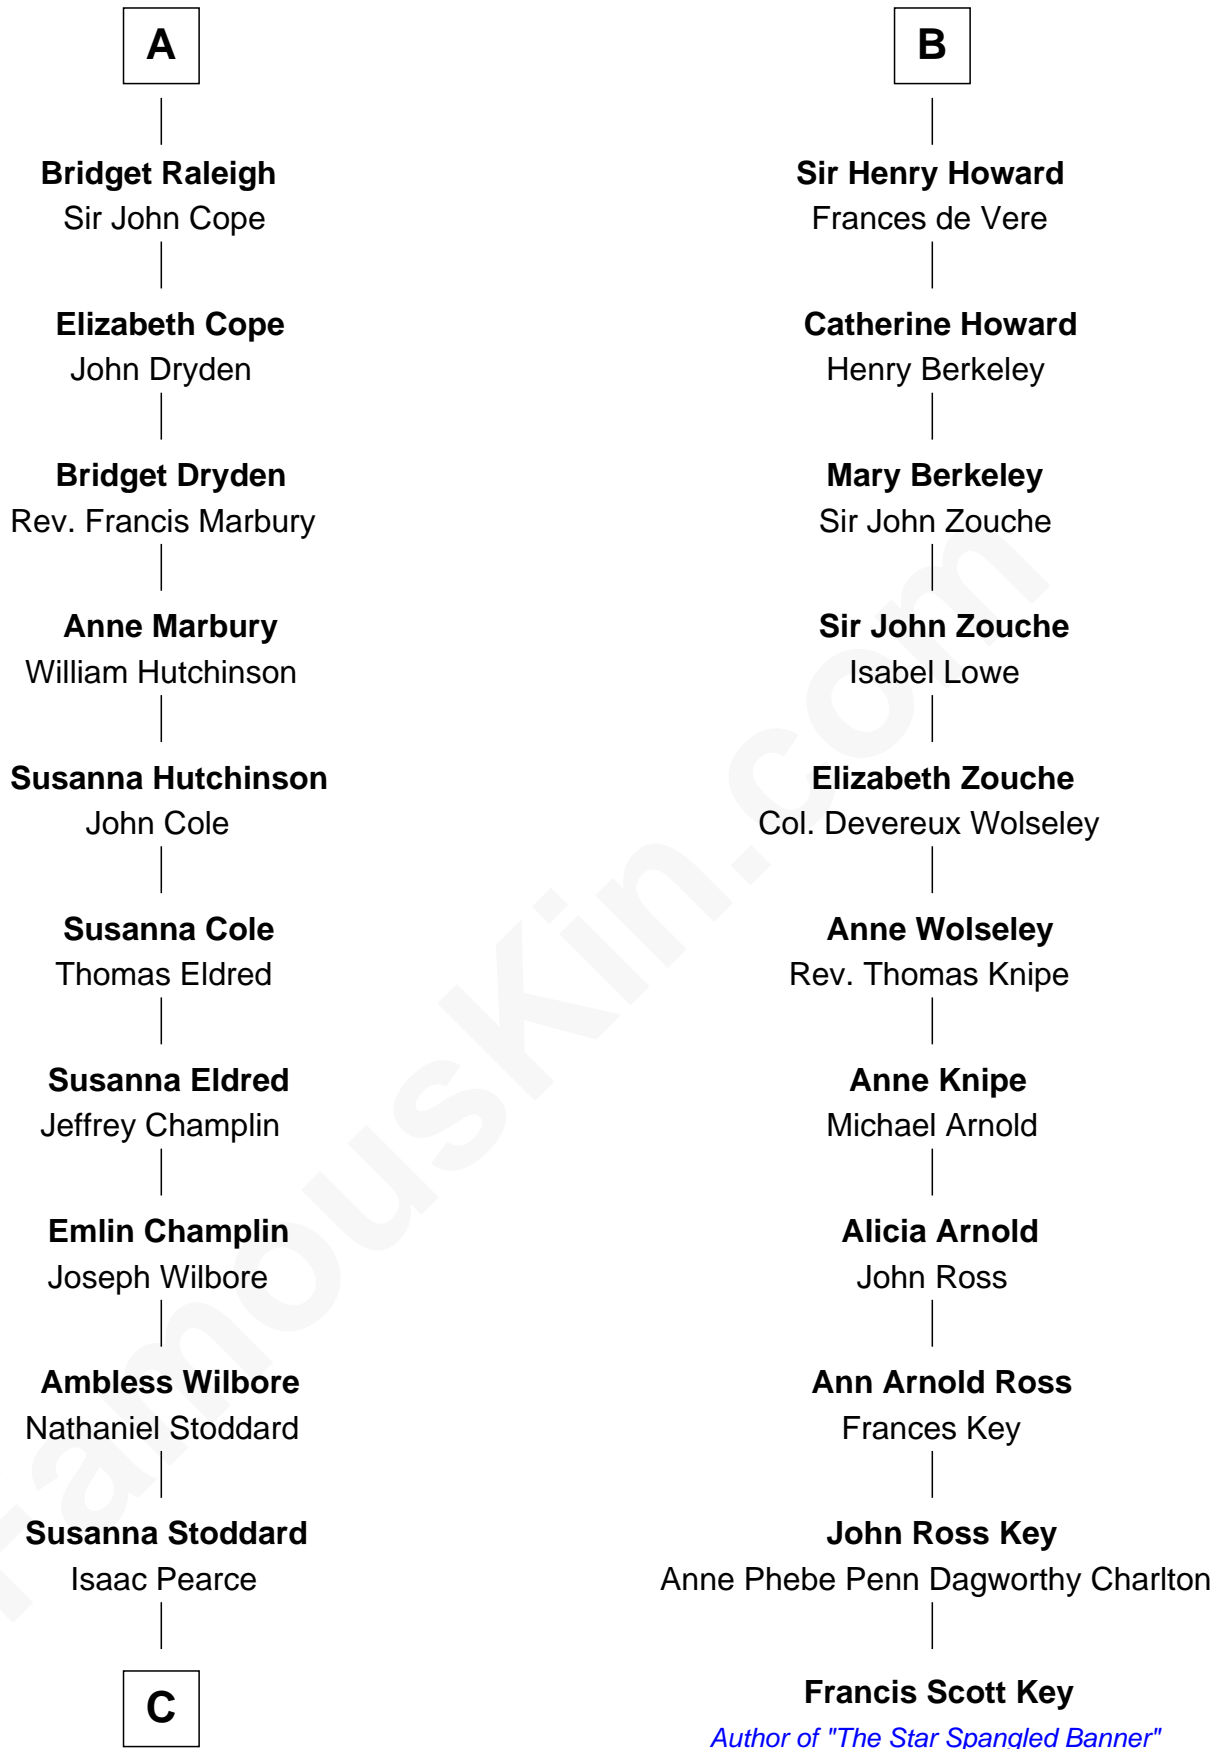 A
Bridget Raleigh
Sir John Cope
Elizabeth Cope
John Dryden
Bridget Dryden
Rev. Francis Marbury
Anne Marbury
William Hutchinson
Susanna Hutchinson
John Cole
Susanna Cole
Thomas Eldred
Susanna Eldred
Jeffrey Champlin
Emlin Champlin
Joseph Wilbore
Ambless Wilbore
Nathaniel Stoddard
Susanna Stoddard
Isaac Pearce
C
B
Sir Henry Howard
Frances de Vere
Catherine Howard
Henry Berkeley
Mary Berkeley
Sir John Zouche
Sir John Zouche
Isabel Lowe
Elizabeth Zouche
Col. Devereux Wolseley
Anne Wolseley
Rev. Thomas Knipe
Anne Knipe
Michael Arnold
Alicia Arnold
John Ross
Ann Arnold Ross
Frances Key
John Ross Key
Anne Phebe Penn Dagworthy Charlton
Francis Scott Key
Author of "The Star Spangled Banner"
FamousKin.com